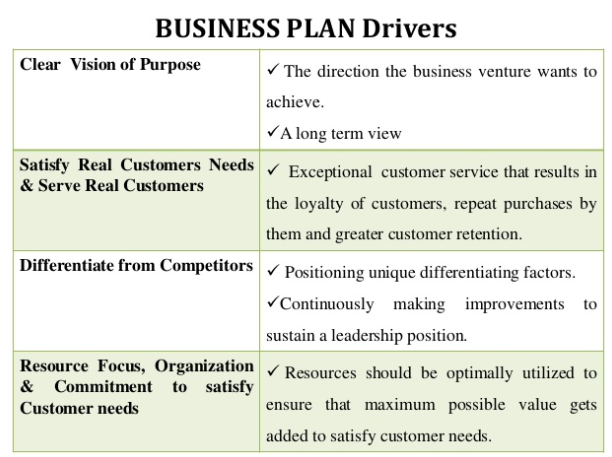 BUSINESS PLAN Drivers
Clear Vision of Purpose
✓ The direction the business venture wants to
achieve.
✓A long term view
Satisfy Real Customers Needs
& Serve Real Customers
✓ Exceptional customer service that results in
the loyalty of customers, repeat purchases by
them and greater customer retention.
Differentiate from Competitors
✓ Positioning unique differentiating factors.
✓Continuously making improvements to
sustain a leadership position.
Resource Focus, Organization
& Commitment to satisfy
Customer needs
✓ Resources should be optimally utilized to
ensure that maximum possible value gets
added to satisfy customer needs.